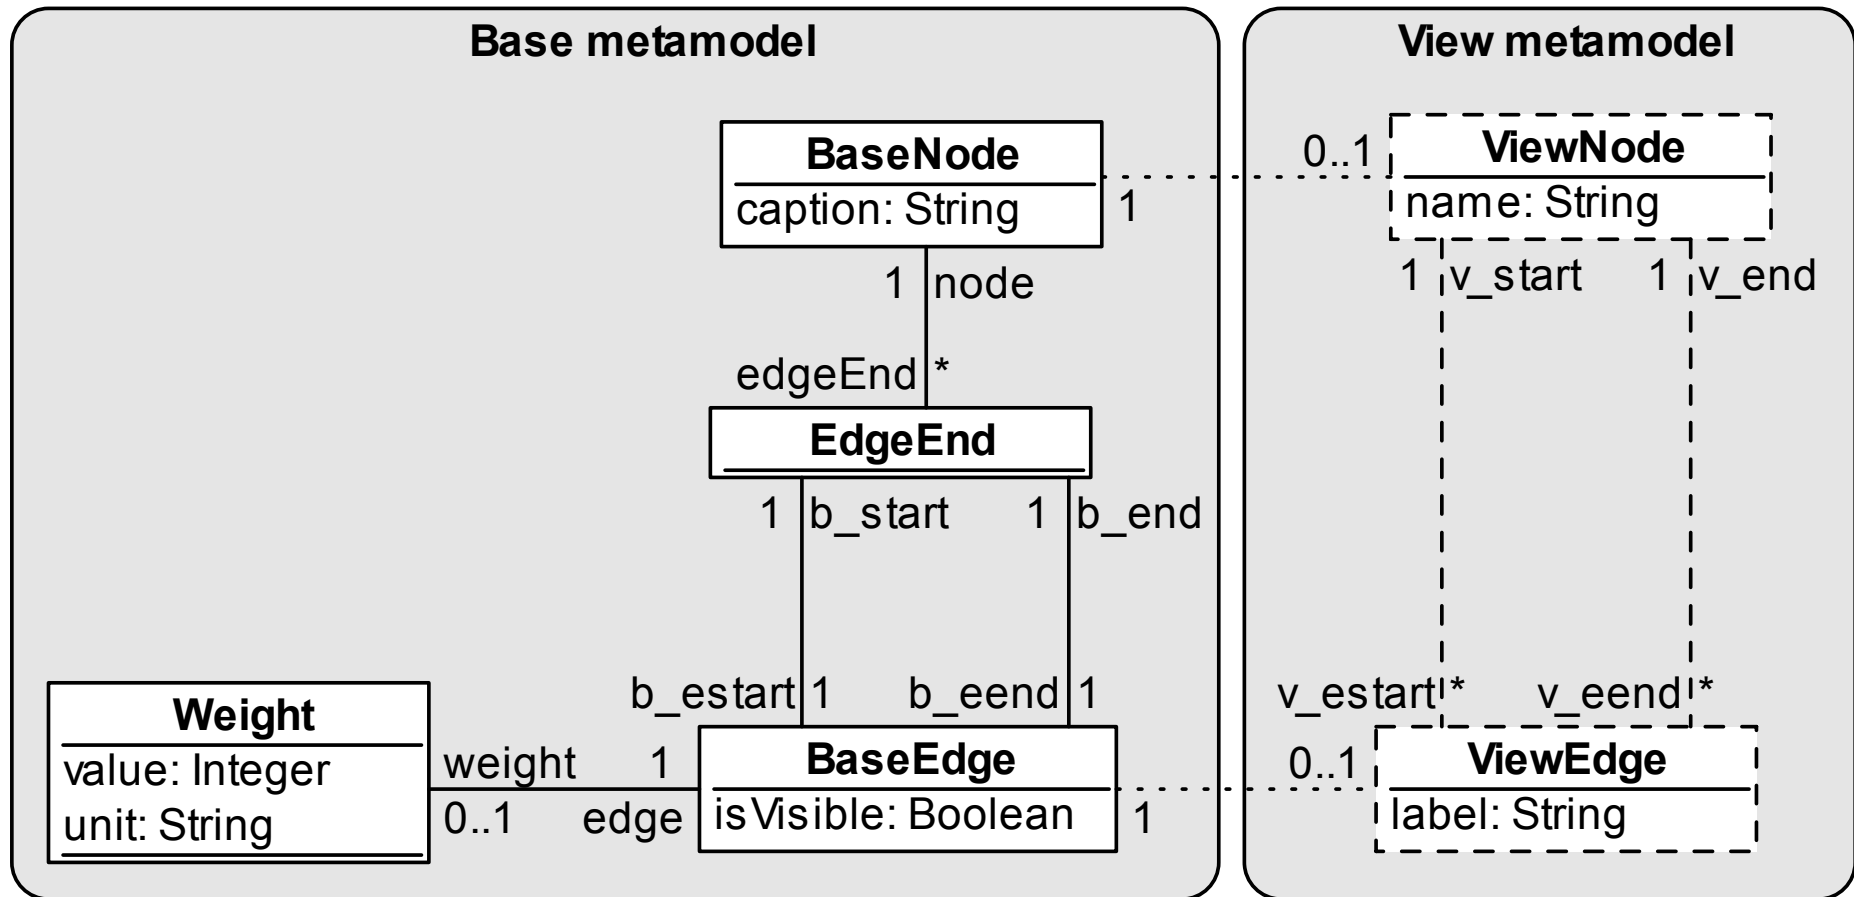 Base metamodel
View metamodel
BaseNode
caption: String
1
0..1
ViewNode
name: String
1 node
1 v_start
1 v_end
edgeEnd *
EdgeEnd
1 b_start
1 b_end
b_estart 1
b_eend 1
v_estart *
v_eend *
Weight
value: Integer
unit: String
weight
0..1
1
edge
BaseEdge
isVisible: Boolean
1
0..1
ViewEdge
label: String